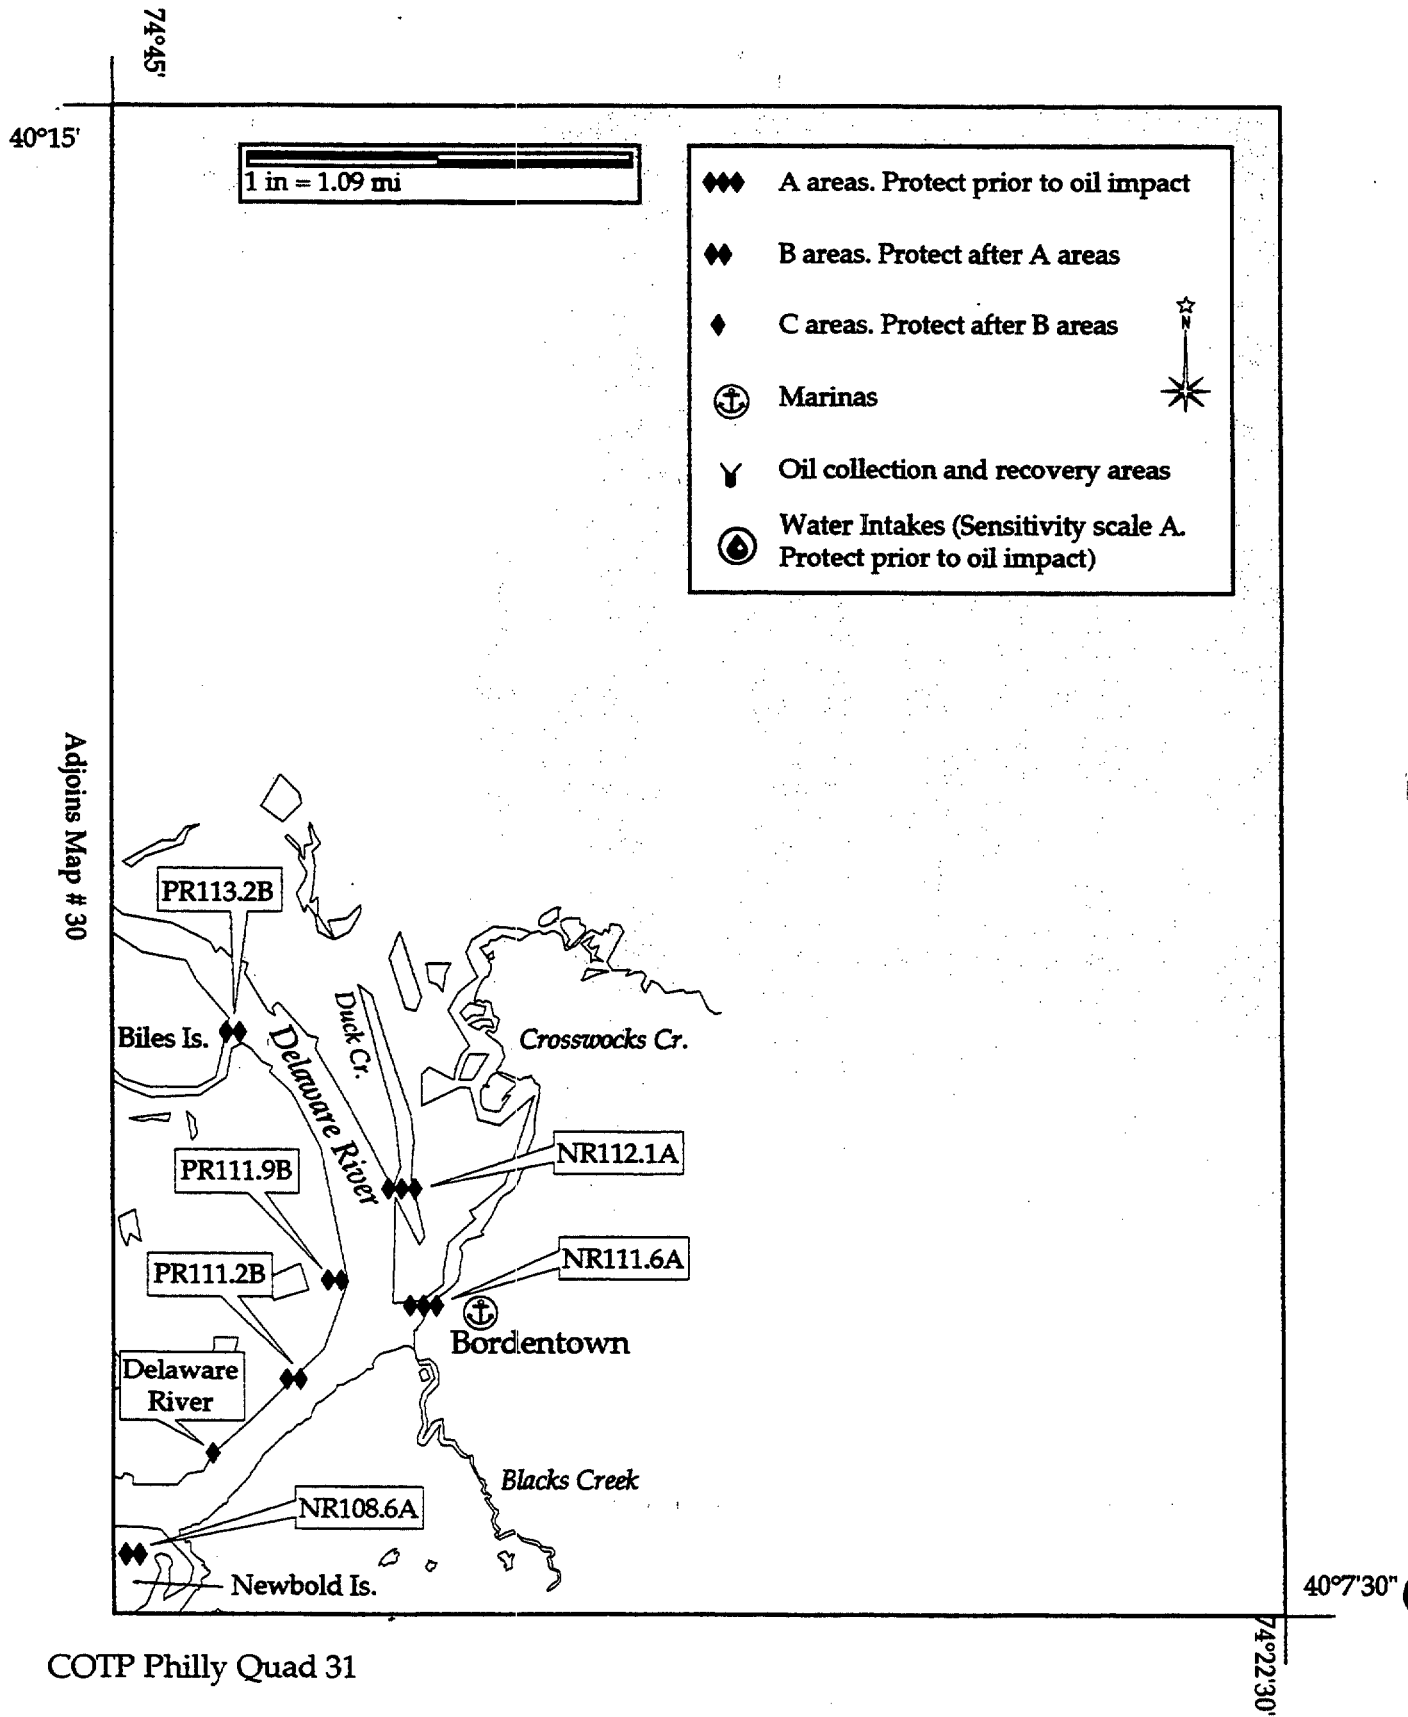 74°45'
40°15'
1 in = 1.09 mi
A areas. Protect prior to oil impact
B areas. Protect after A areas
C areas. Protect after B areas
N
Marinas
Oil collection and recovery areas
Water Intakes (Sensitivity scale A.
Protect prior to oil impact)
Adjoins Map # 30
PR113.2B
Biles Is.
Delaware River
Duck Cr.
Crosswocks Cr.
NR112.1A
PR111.9B
NR111.6A
PR111.2B
Bordentown
Delaware
River
Blacks Creek
NR108.6A
Newbold Is.
40°7'30"
74°22'30"
COTP Philly Quad 31